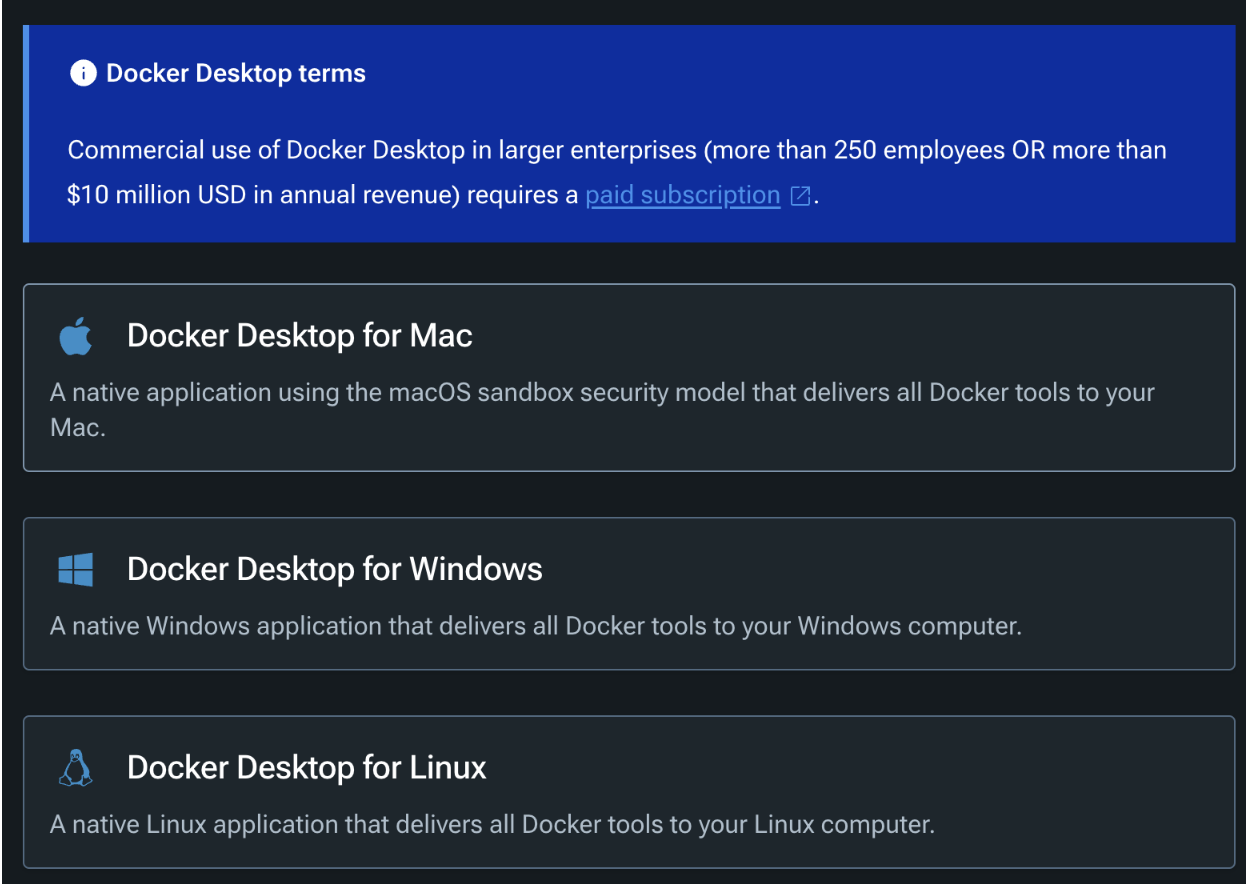 Docker Desktop terms
Commercial use of Docker Desktop in larger enterprises (more than 250 employees OR more than
$10 million USD in annual revenue) requires a paid subscription.
Docker Desktop for Mac
A native application using the macOS sandbox security model that delivers all Docker tools to your
Mac.
Docker Desktop for Windows
A native Windows application that delivers all Docker tools to your Windows computer.
Docker Desktop for Linux
A native Linux application that delivers all Docker tools to your Linux computer.